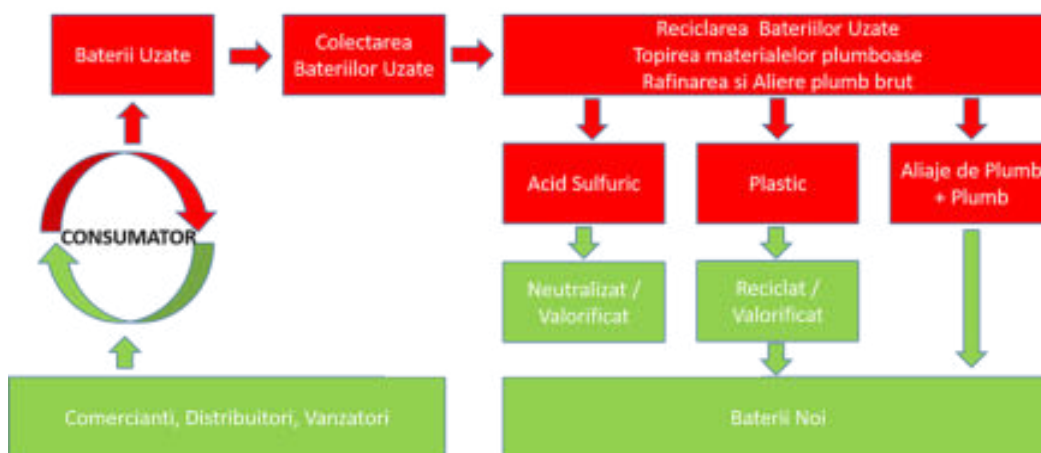 Baterii Uzate
Colectarea
Bateriilor Uzate
Reciclarea Bateriilor Uzate
Topirea materialelor plumboase
Rafinarea si Aliere plumb brut
Acid Sulfuric
Plastic
Aliaje de Plumb
+ Plumb
CONSUMATOR
Neutralizat /
Valorificat
Reciclat /
Valorificat
Comercianti, Distribuitori, Vanzatori
Baterii Noi